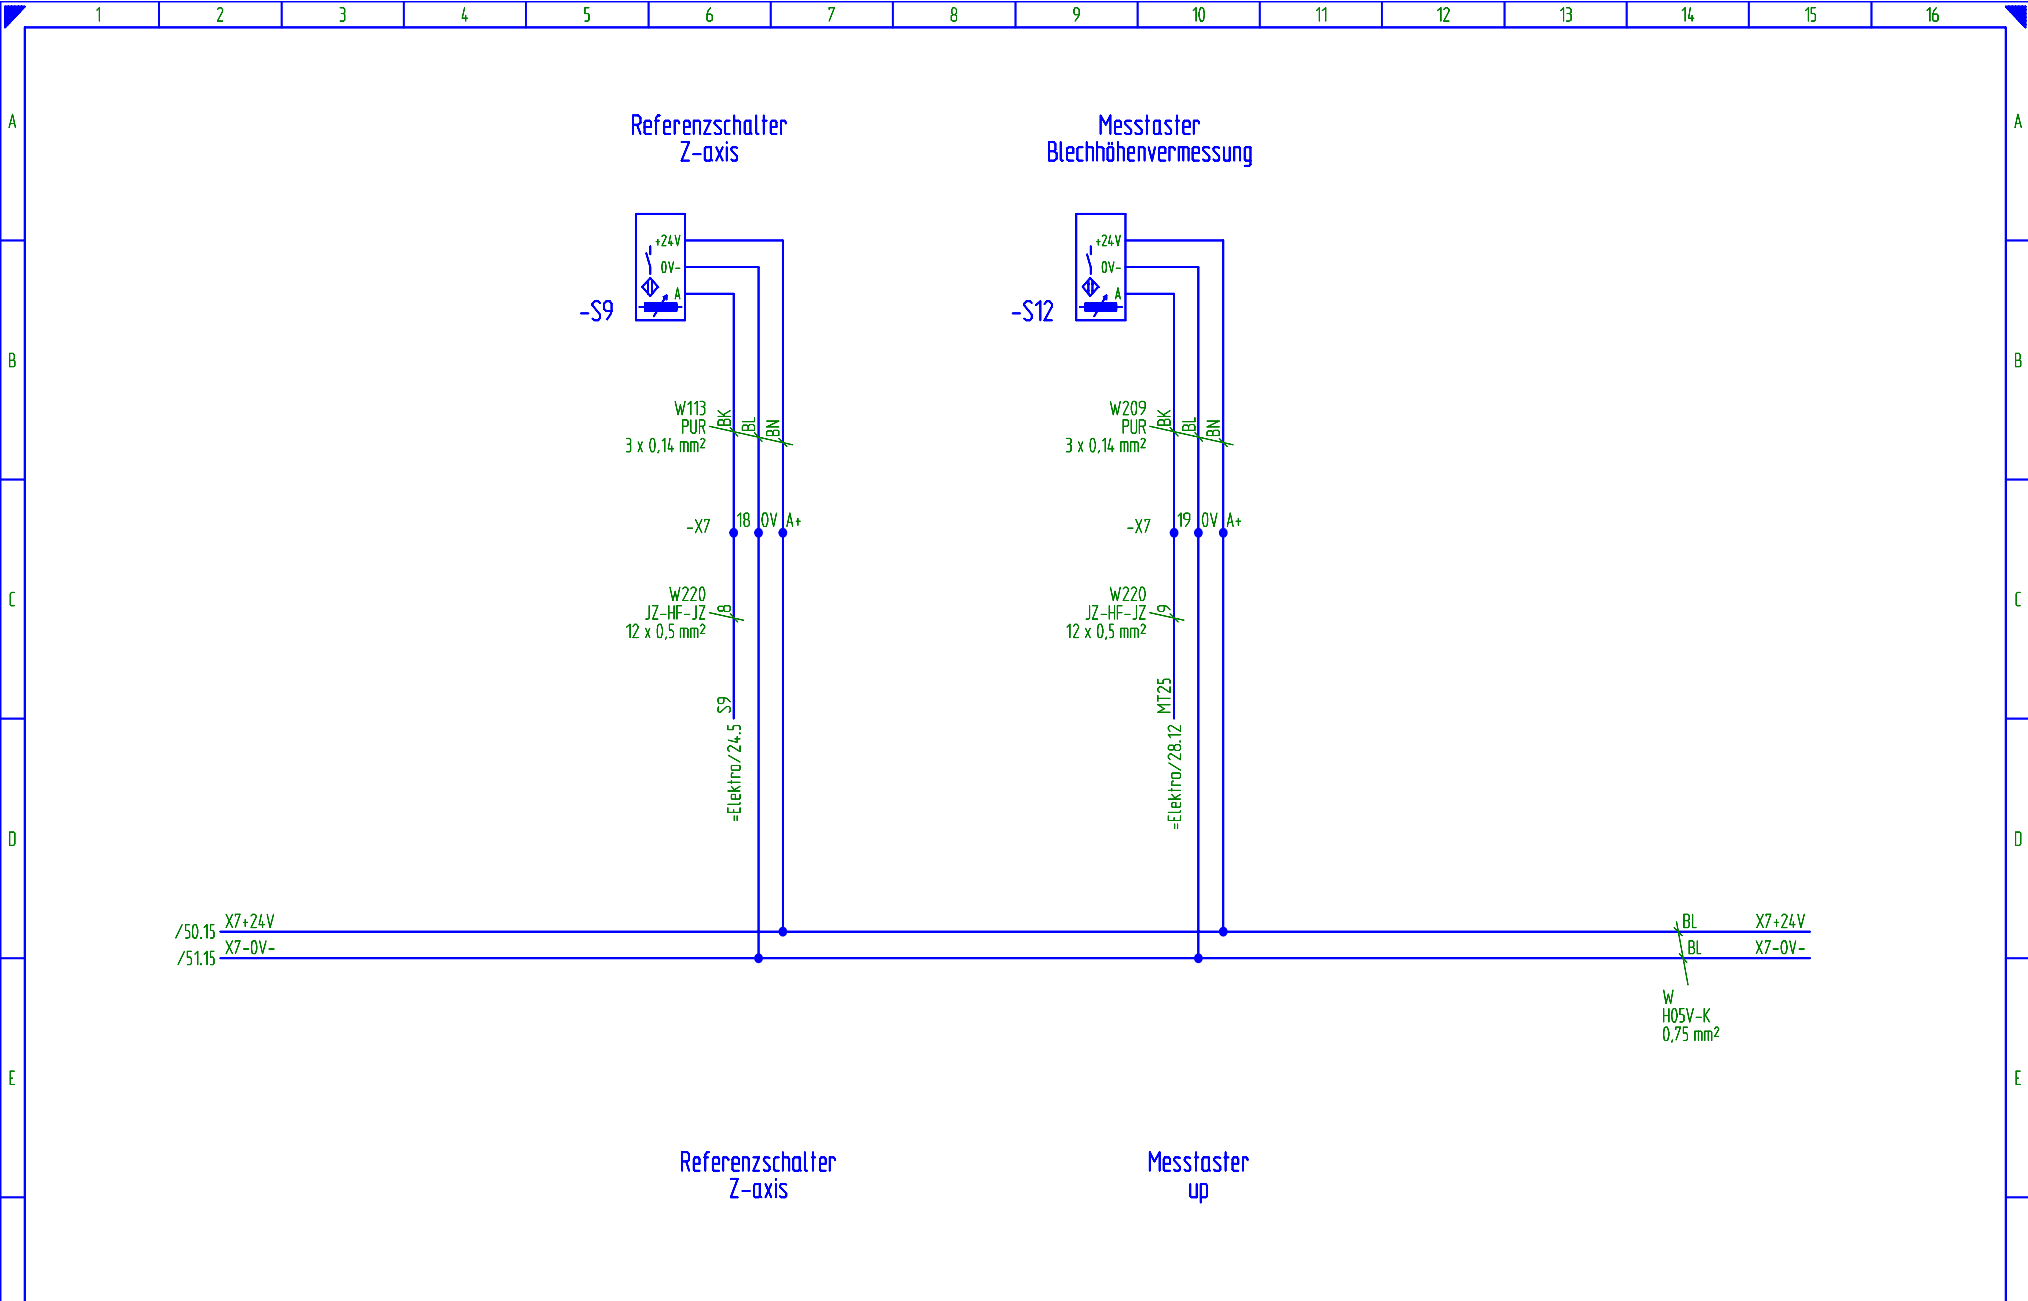 1 2 3 4 5 6 7 8 9 10 11 12 13 14 15 16
A A
Referenzschalter
Z-axis
Messtaster
Blechhöhenvermessung
+24V
0V-
A
-S9
+24V
0V-
A
-S12
B B
W113
PUR
3 x 0,14 mm²
BK BL BN
W209
PUR
3 x 0,14 mm²
BK BL BN
-X7 18 0V A+
-X7 19 0V A+
C C
W220
JZ-HF-JZ
12 x 0,5 mm²
8
W220
JZ-HF-JZ
12 x 0,5 mm²
9
S9
=Elektro/24.5
MT25
=Elektro/28.12
D D
/50.15 X7+24V BL X7+24V
/51.15 X7-0V- BL X7-0V-
W
H05V-K
0,75 mm²
E E
Referenzschalter
Z-axis
Messtaster
up